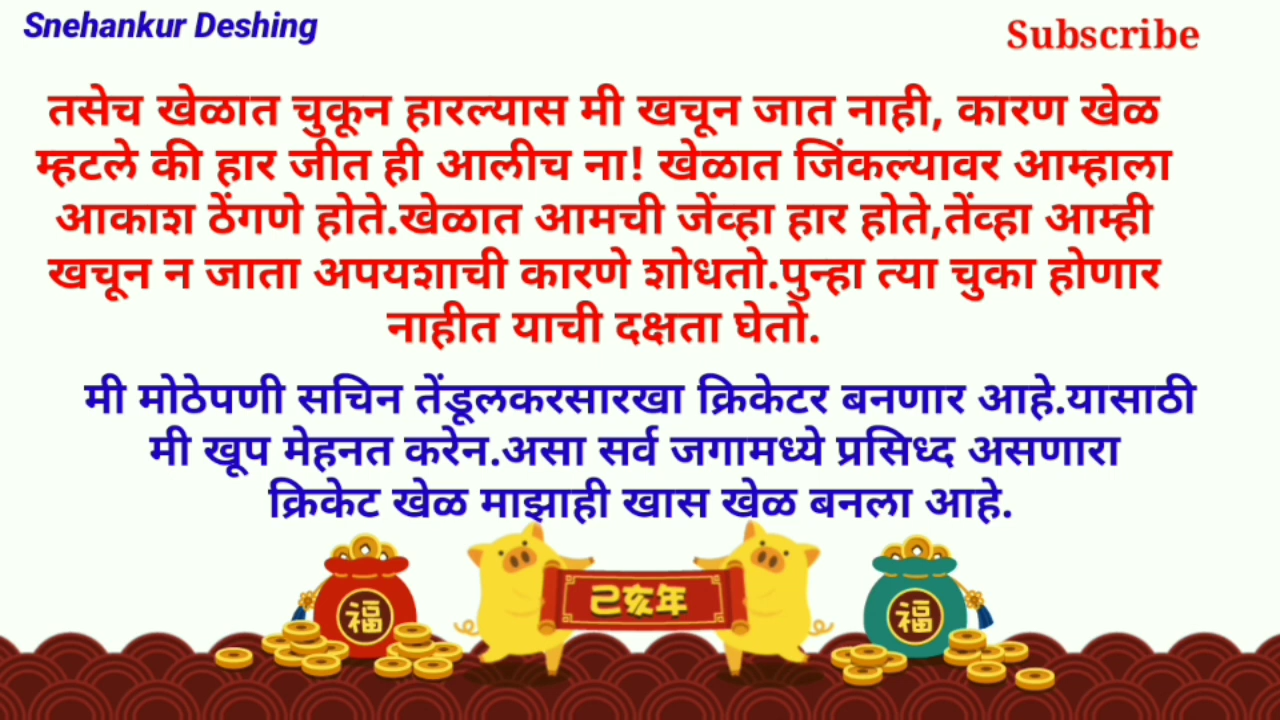 Snehankur Deshing
Subscribe
तसेच खेळात चुकून हारल्यास मी खचून जात नाही, कारण खेळ
म्हटले की हार जीत ही आलीच ना! खेळात जिंकल्यावर आम्हाला
आकाश ठेंगणे होते.खेळात आमची जेंव्हा हार होते,तेंव्हा आम्ही
खचून न जाता अपयशाची कारणे शोधतो.पुन्हा त्या चुका होणार
नाहीत याची दक्षता घेतो.
मी मोठेपणी सचिन तेंडूलकरसारखा क्रिकेटर बनणार आहे.यासाठी
मी खूप मेहनत करेन.असा सर्व जगामध्ये प्रसिध्द असणारा
क्रिकेट खेळ माझाही खास खेळ बनला आहे.
福 己亥年 福